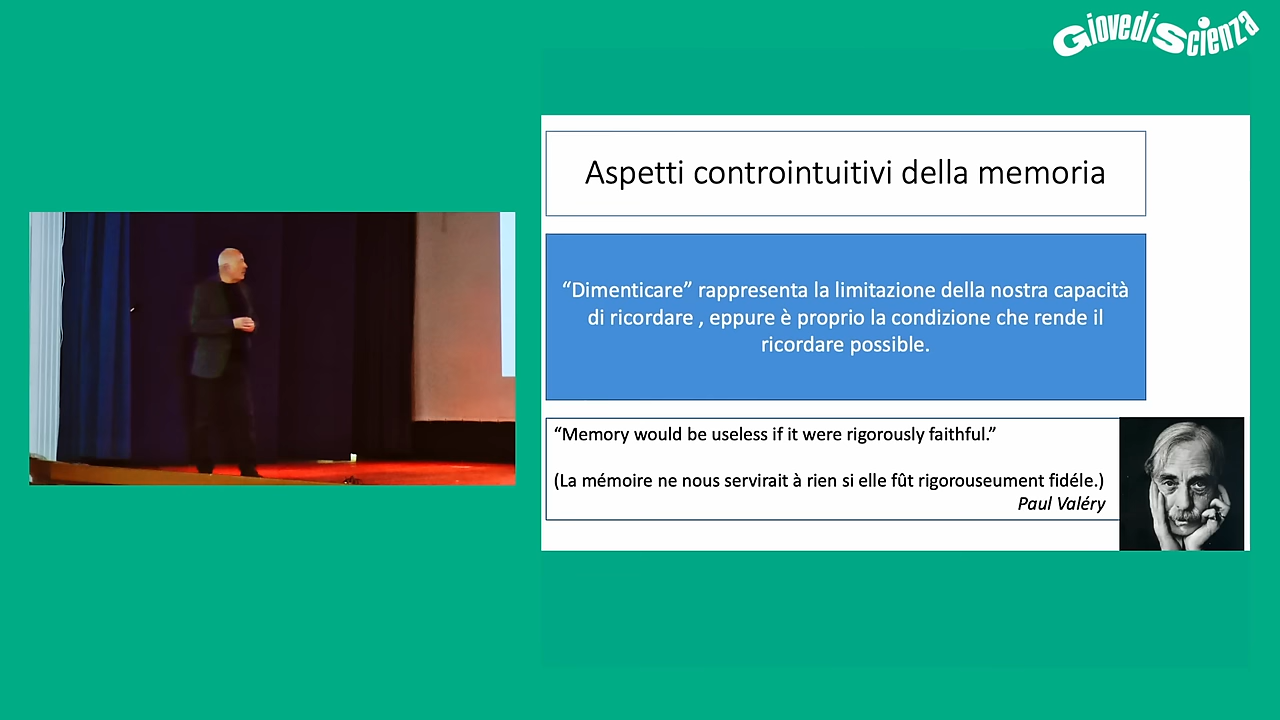 GiovedíScienza
Aspetti controintuitivi della memoria
“Dimenticare” rappresenta la limitazione della nostra capacità
di ricordare , eppure è proprio la condizione che rende il
ricordare possible.
“Memory would be useless if it were rigorously faithful.”
(La mémoire ne nous servirait à rien si elle fût rigorouseument fidéle.)
Paul Valéry